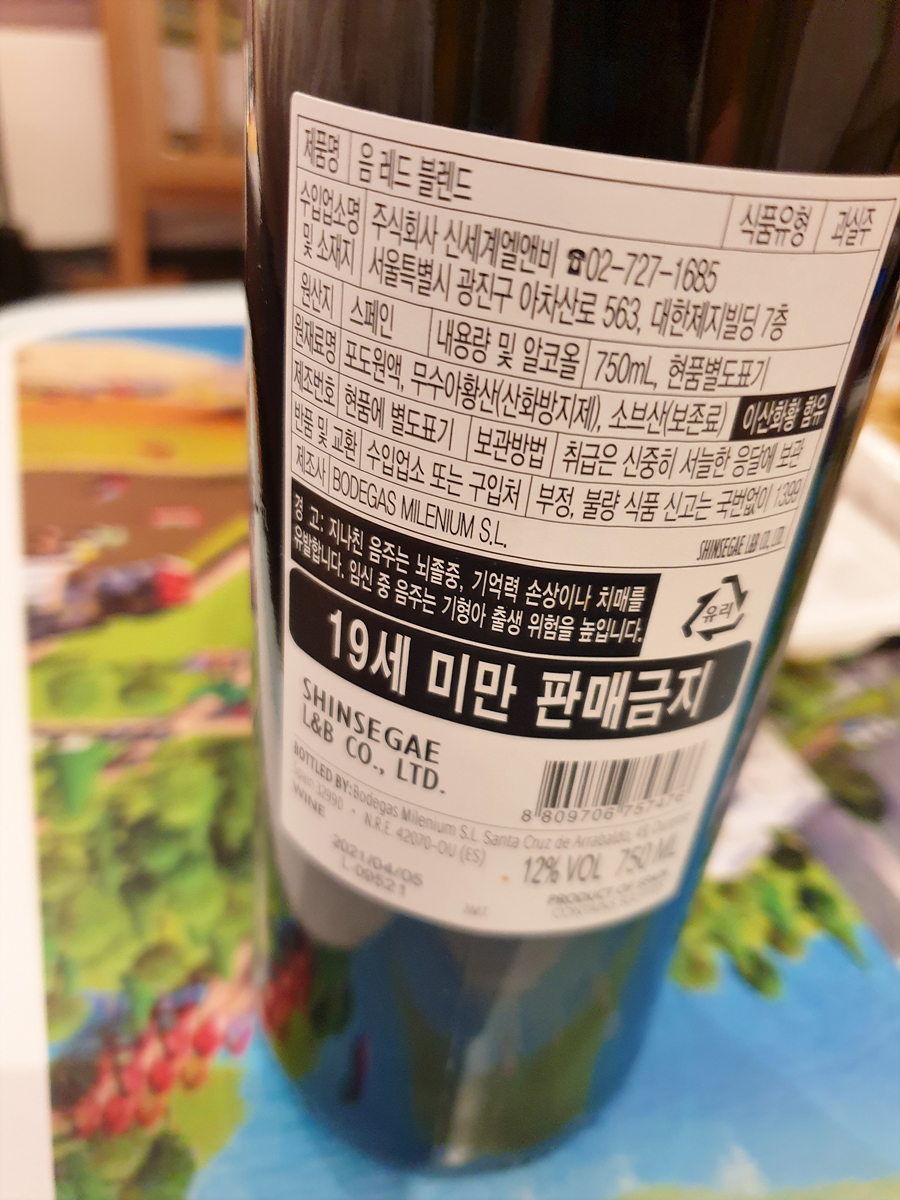 제품명 음 레드 블렌드 식품유형 과실주
수입업소명 및 소재지 주식회사 신세계엘앤비 ☎02-727-1685
서울특별시 광진구 아차산로 563, 대한제지빌딩 7층
원산지 스페인 내용량 및 알코올 750mL, 현품별도표기
원재료명 포도원액, 무수아황산(산화방지제), 소브산(보존료) 이산화황 함유
제조번호 현품에 별도표기 보관방법 취급은 신중히 서늘한 응달에 보관
반품 및 교환 수입업소 또는 구입처 부정, 불량 식품 신고는 국번없이 1399
제조사 BODEGAS MILENIUM S.L.
SHINSEGAE L&B CO., LTD.
경 고: 지나친 음주는 뇌졸중, 기억력 손상이나 치매를
유발합니다. 임신 중 음주는 기형아 출생 위험을 높입니다.
유리
19세 미만 판매금지
SHINSEGAE
L&B CO., LTD.
8 809706
BOTTLED BY: Bodegas Milenium S.L. Santa Cruz de Arrabaldo, 49,
Spain 32990 · N.R.E. 42070-OU (ES)
WINE
12% VOL 750 ML
2021/04/05
L-09521
PRODUCT OF SPAIN